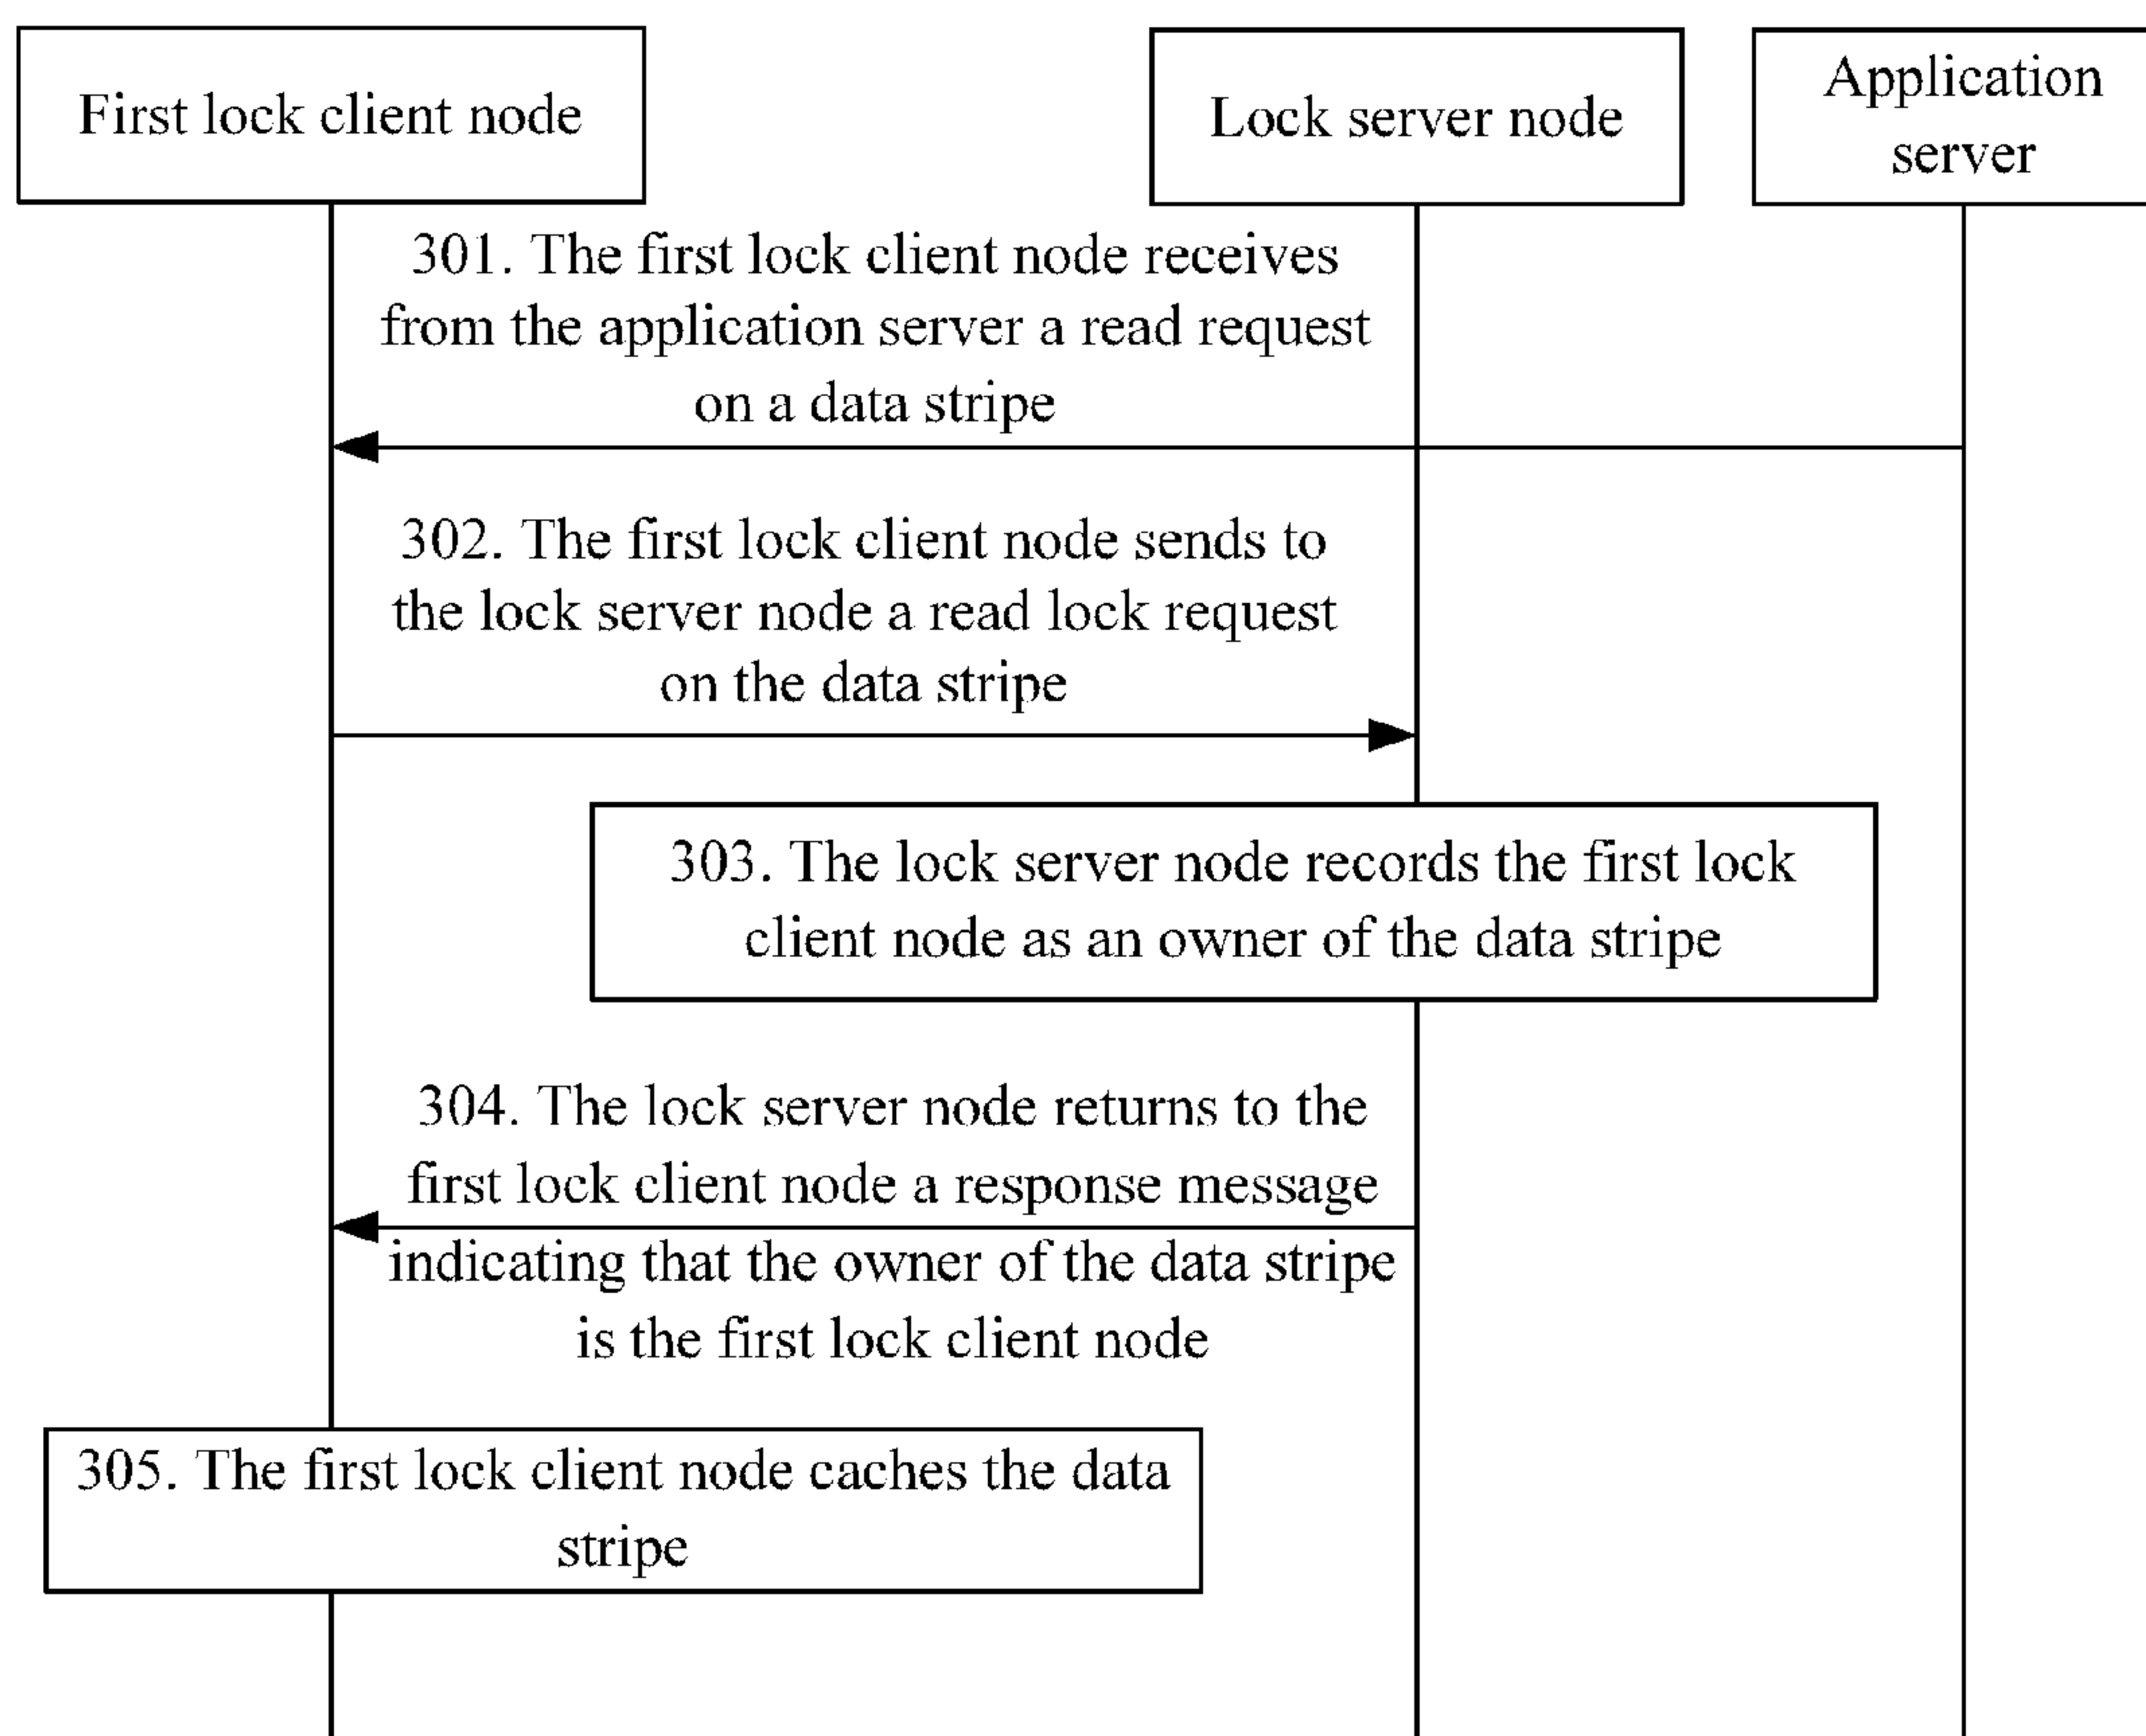 First lock client node
Lock server node
Application
server
301. The first lock client node receives
from the application server a read request
on a data stripe
302. The first lock client node sends to
the lock server node a read lock request
on the data stripe
303. The lock server node records the first lock
client node as an owner of the data stripe
304. The lock server node returns to the
first lock client node a response message
indicating that the owner of the data stripe
is the first lock client node
305. The first lock client node caches the data
stripe